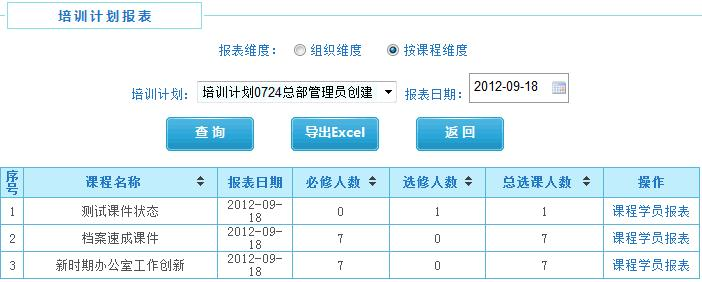 培训计划报表
报表维度： 组织维度 按课程维度
培训计划： 培训计划0724总部管理员创建 报表日期： 2012-09-18
查 询 导出Excel 返 回
序号 课程名称 报表日期 必修人数 选修人数 总选课人数 操作
1 测试课件状态 2012-09-18 0 1 1 课程学员报表
2 档案速成课件 2012-09-18 7 0 7 课程学员报表
3 新时期办公室工作创新 2012-09-18 7 0 7 课程学员报表